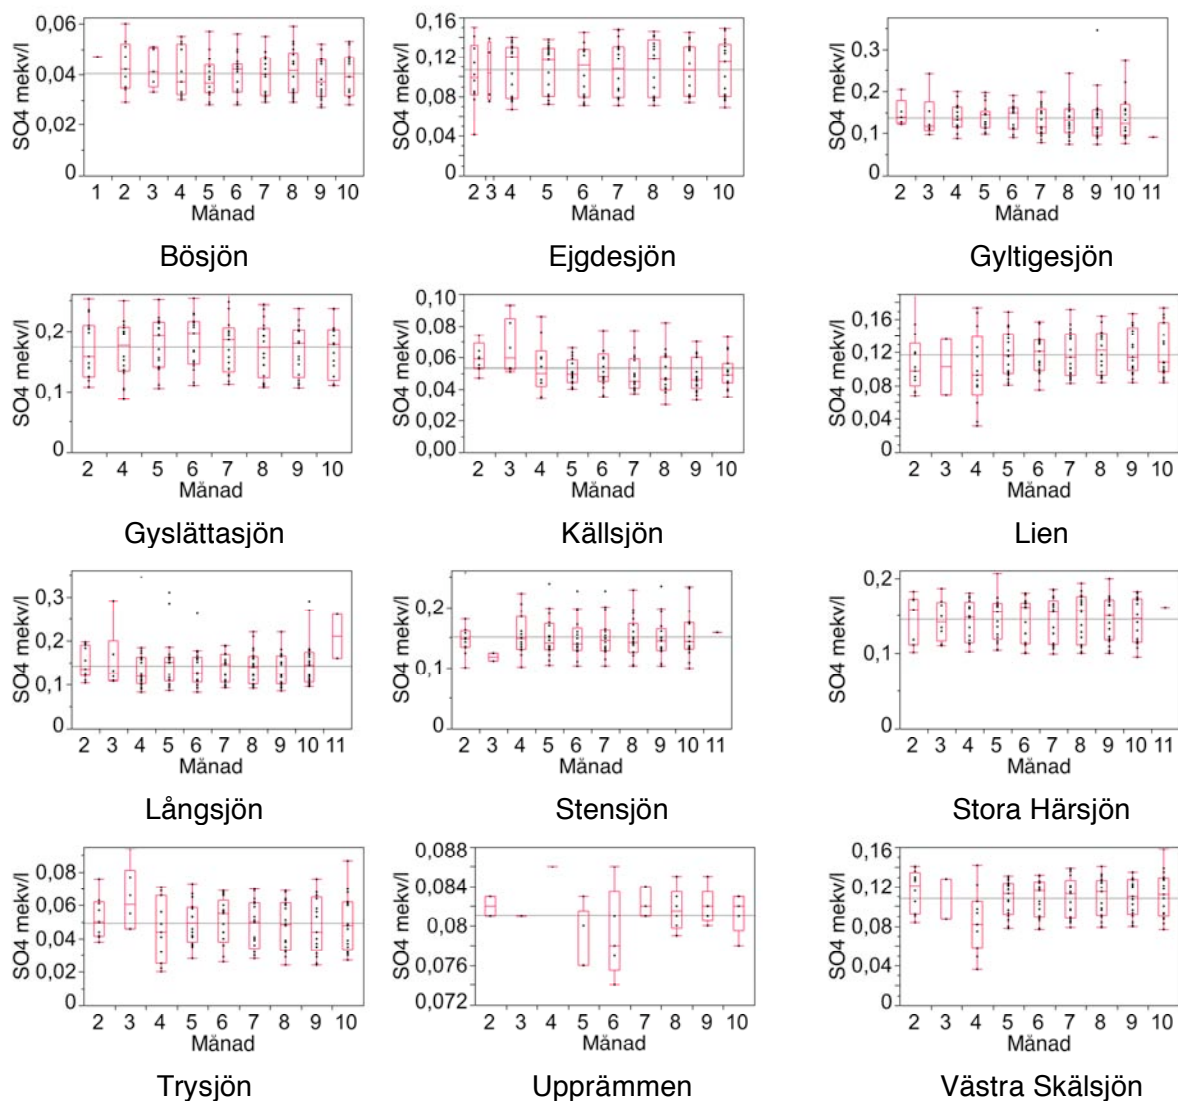 SO4 mekv/l
0,06
0,04
0,02
0
1 2 3 4 5 6 7 8 9 10
Månad
Bösjön
SO4 mekv/l
0,16
0,12
0,08
0,04
0
2 3 4 5 6 7 8 9 10
Månad
Ejgdesjön
SO4 mekv/l
0,3
0,2
0,1
0
2 3 4 5 6 7 8 9 10 11
Månad
Gyltigesjön
SO4 mekv/l
0,2
0,1
0
2 4 5 6 7 8 9 10
Månad
Gyslättasjön
SO4 mekv/l
0,10
0,08
0,06
0,04
0,02
0,00
2 3 4 5 6 7 8 9 10
Månad
Källsjön
SO4 mekv/l
0,16
0,12
0,08
0,04
0
2 3 4 5 6 7 8 9 10
Månad
Lien
SO4 mekv/l
0,3
0,2
0,1
0
2 3 4 5 6 7 8 9 10 11
Månad
Långsjön
SO4 mekv/l
0,2
0,1
0
2 3 4 5 6 7 8 9 10 11
Månad
Stensjön
SO4 mekv/l
0,2
0,1
0
2 3 4 5 6 7 8 9 10 11
Månad
Stora Härsjön
SO4 mekv/l
0,08
0,06
0,04
0,02
0
2 3 4 5 6 7 8 9 10
Månad
Trysjön
SO4 mekv/l
0,088
0,084
0,08
0,076
0,072
2 3 4 5 6 7 8 9 10
Månad
Upprämmen
SO4 mekv/l
0,16
0,12
0,08
0,04
0
2 3 4 5 6 7 8 9 10
Månad
Västra Skälsjön